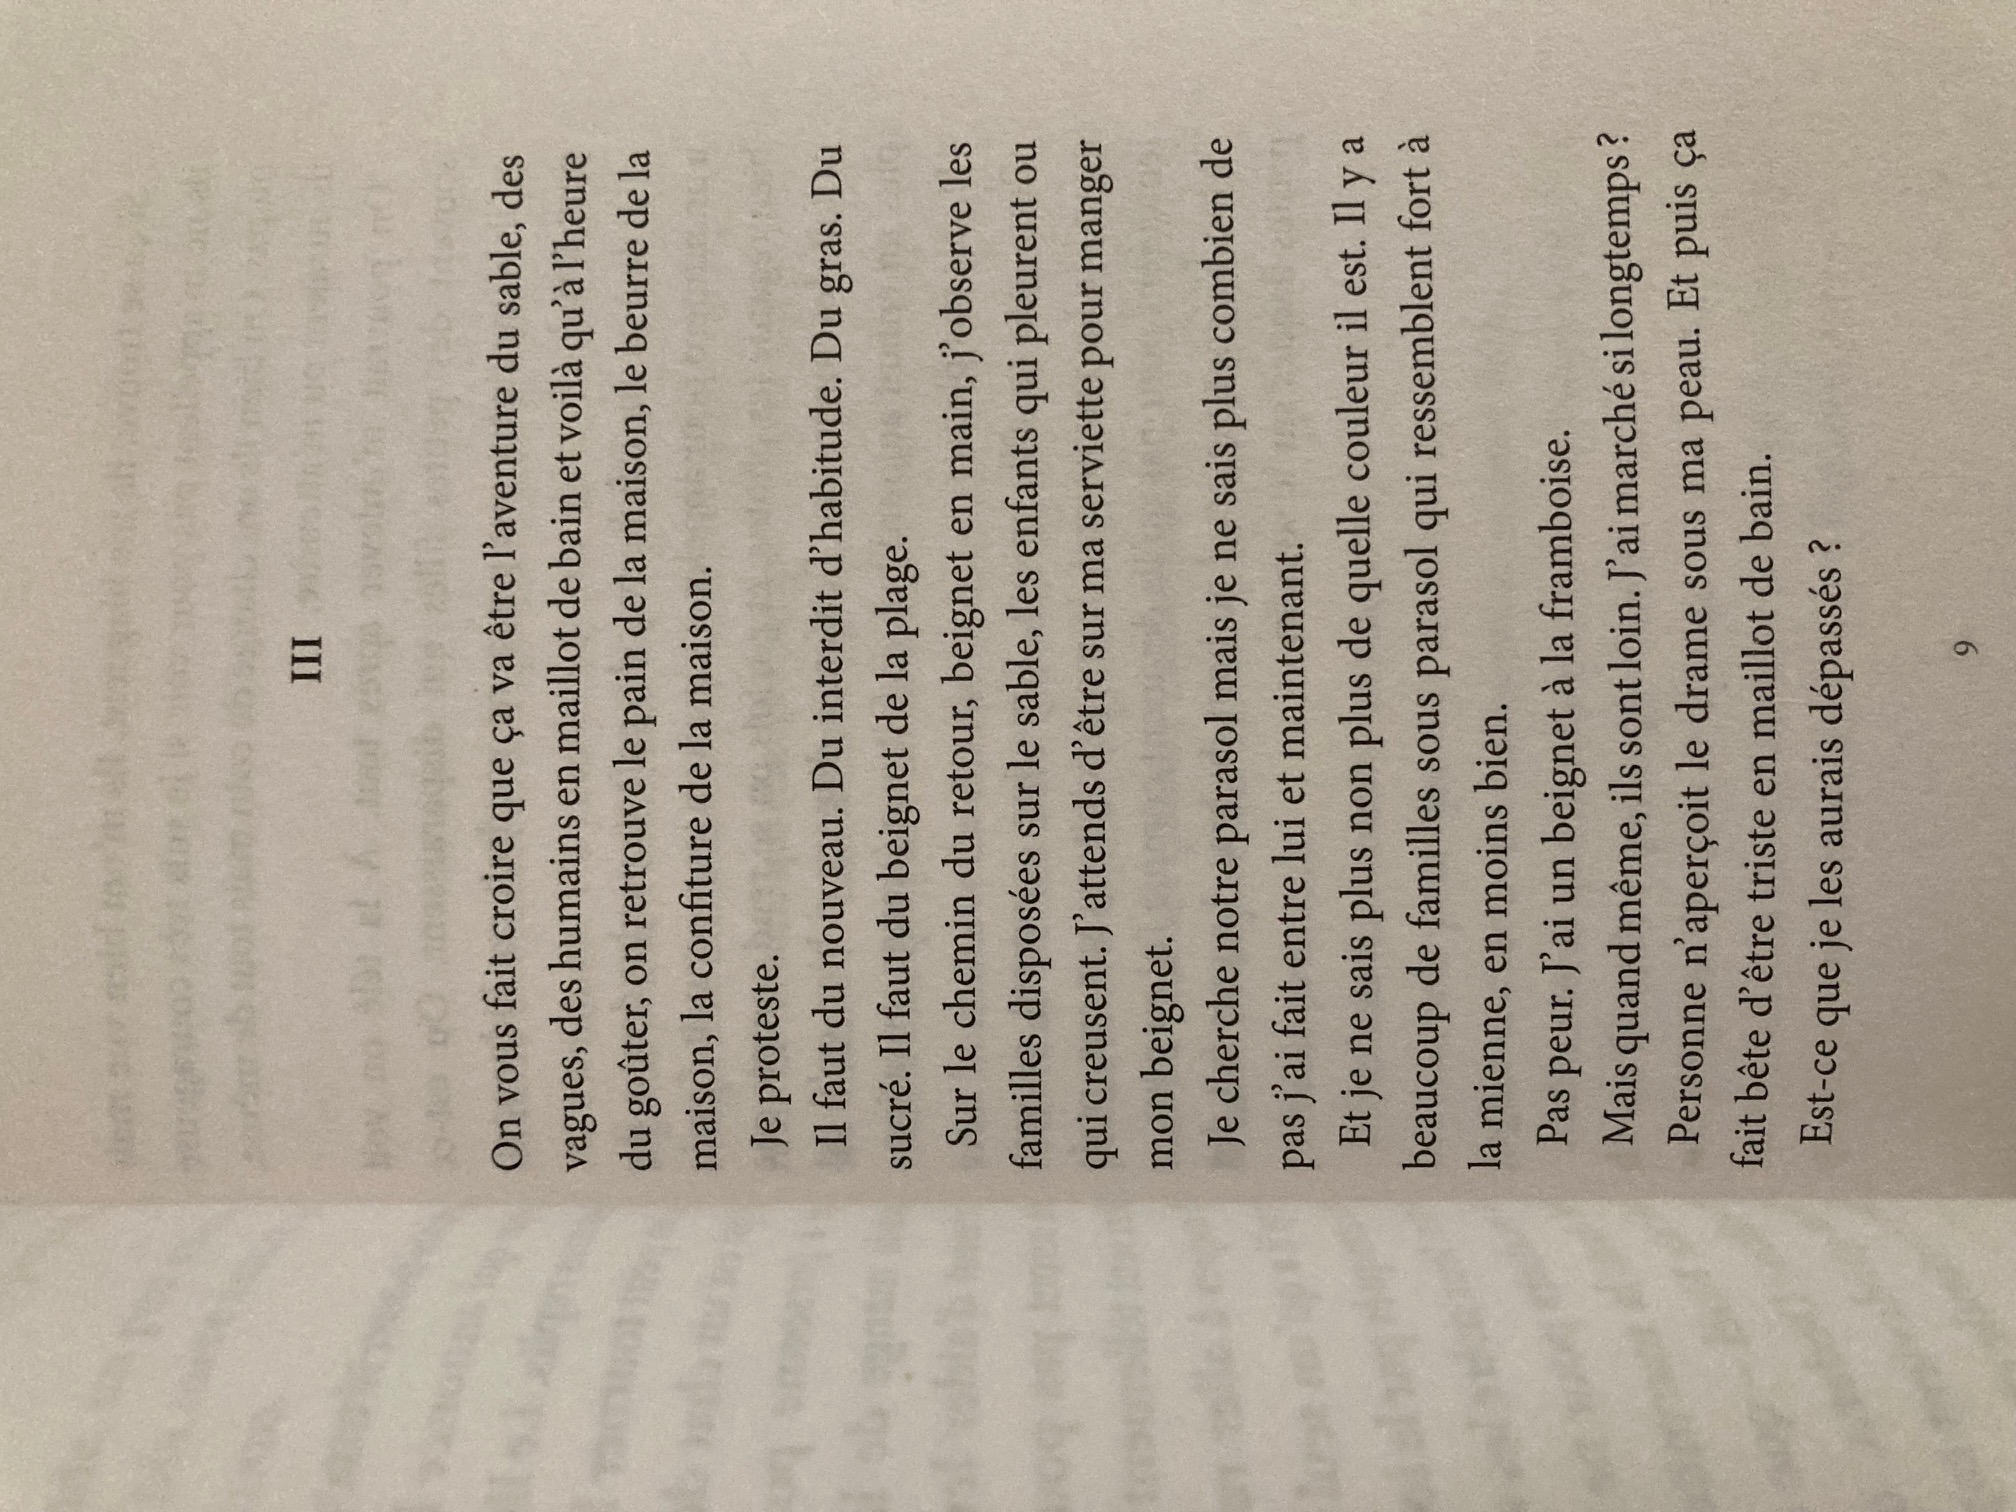 III
On vous fait croire que ça va être l’aventure du sable, des
vagues, des humains en maillot de bain et voilà qu’à l’heure
du goûter, on retrouve le pain de la maison, le beurre de la
maison, la confiture de la maison.
Je proteste.
Il faut du nouveau. Du interdit d’habitude. Du gras. Du
sucré. Il faut du beignet de la plage.
Sur le chemin du retour, beignet en main, j’observe les
familles disposées sur le sable, les enfants qui pleurent ou
qui creusent. J’attends d’être sur ma serviette pour manger
mon beignet.
Je cherche notre parasol mais je ne sais plus combien de
pas j’ai fait entre lui et maintenant.
Et je ne sais plus non plus de quelle couleur il est. Il y a
beaucoup de familles sous parasol qui ressemblent fort à
la mienne, en moins bien.
Pas peur. J’ai un beignet à la framboise.
Mais quand même, ils sont loin. J’ai marché si longtemps ?
Personne n’aperçoit le drame sous ma peau. Et puis ça
fait bête d’être triste en maillot de bain.
Est-ce que je les aurais dépassés ?
9